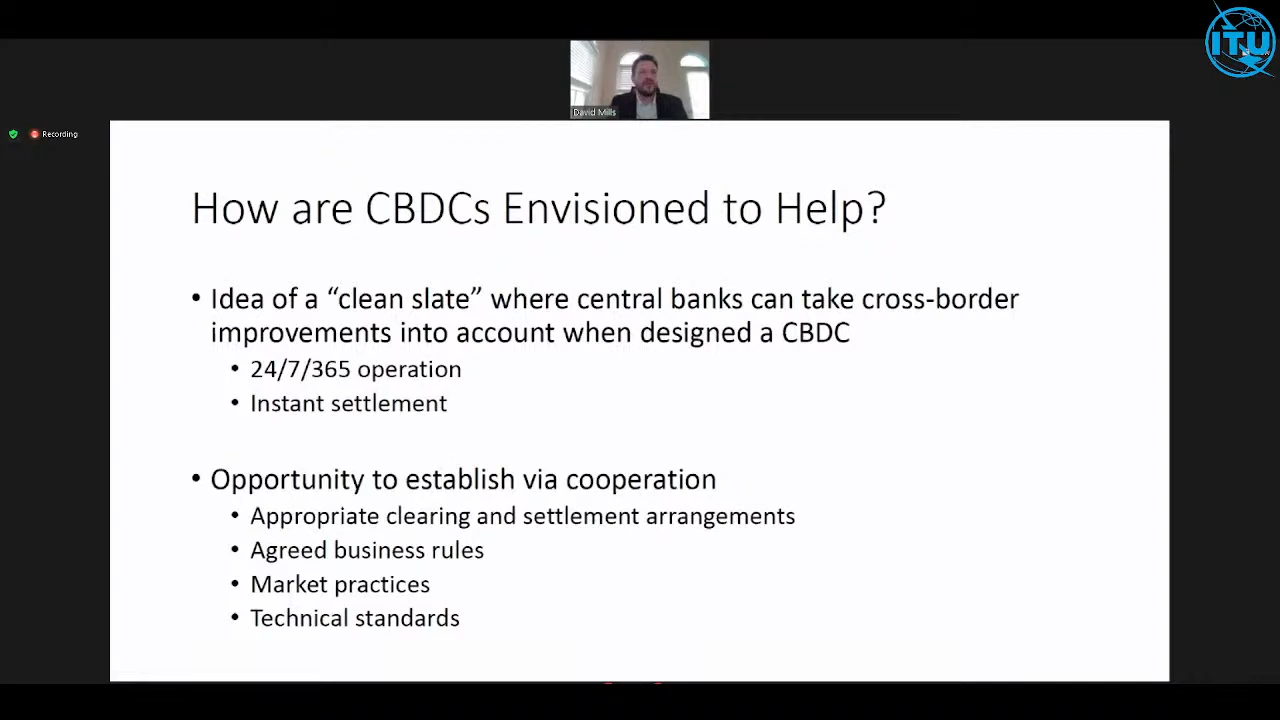 ITU
David Mills
Recording
How are CBDCs Envisioned to Help?
• Idea of a “clean slate” where central banks can take cross-border
improvements into account when designed a CBDC
• 24/7/365 operation
• Instant settlement
• Opportunity to establish via cooperation
• Appropriate clearing and settlement arrangements
• Agreed business rules
• Market practices
• Technical standards